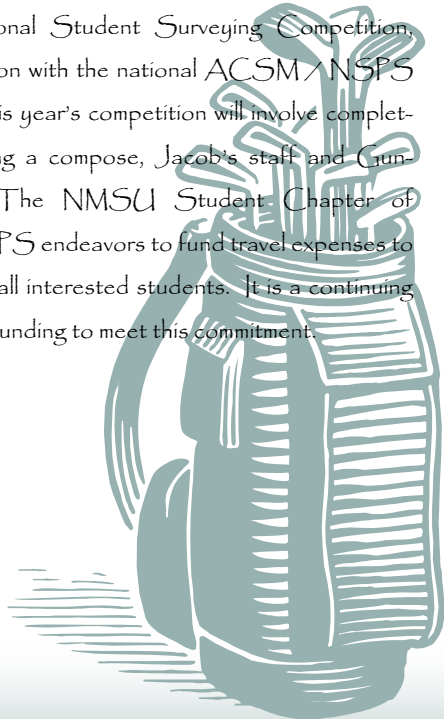 onal Student Surveying Competition,
on with the national ACSM / NSPS
is year's competition will involve complet-
ng a compose, Jacob's staff and Gun-
The NMSU Student Chapter of
PS endeavors to fund travel expenses to
all interested students. It is a continuing
unding to meet this commitment.